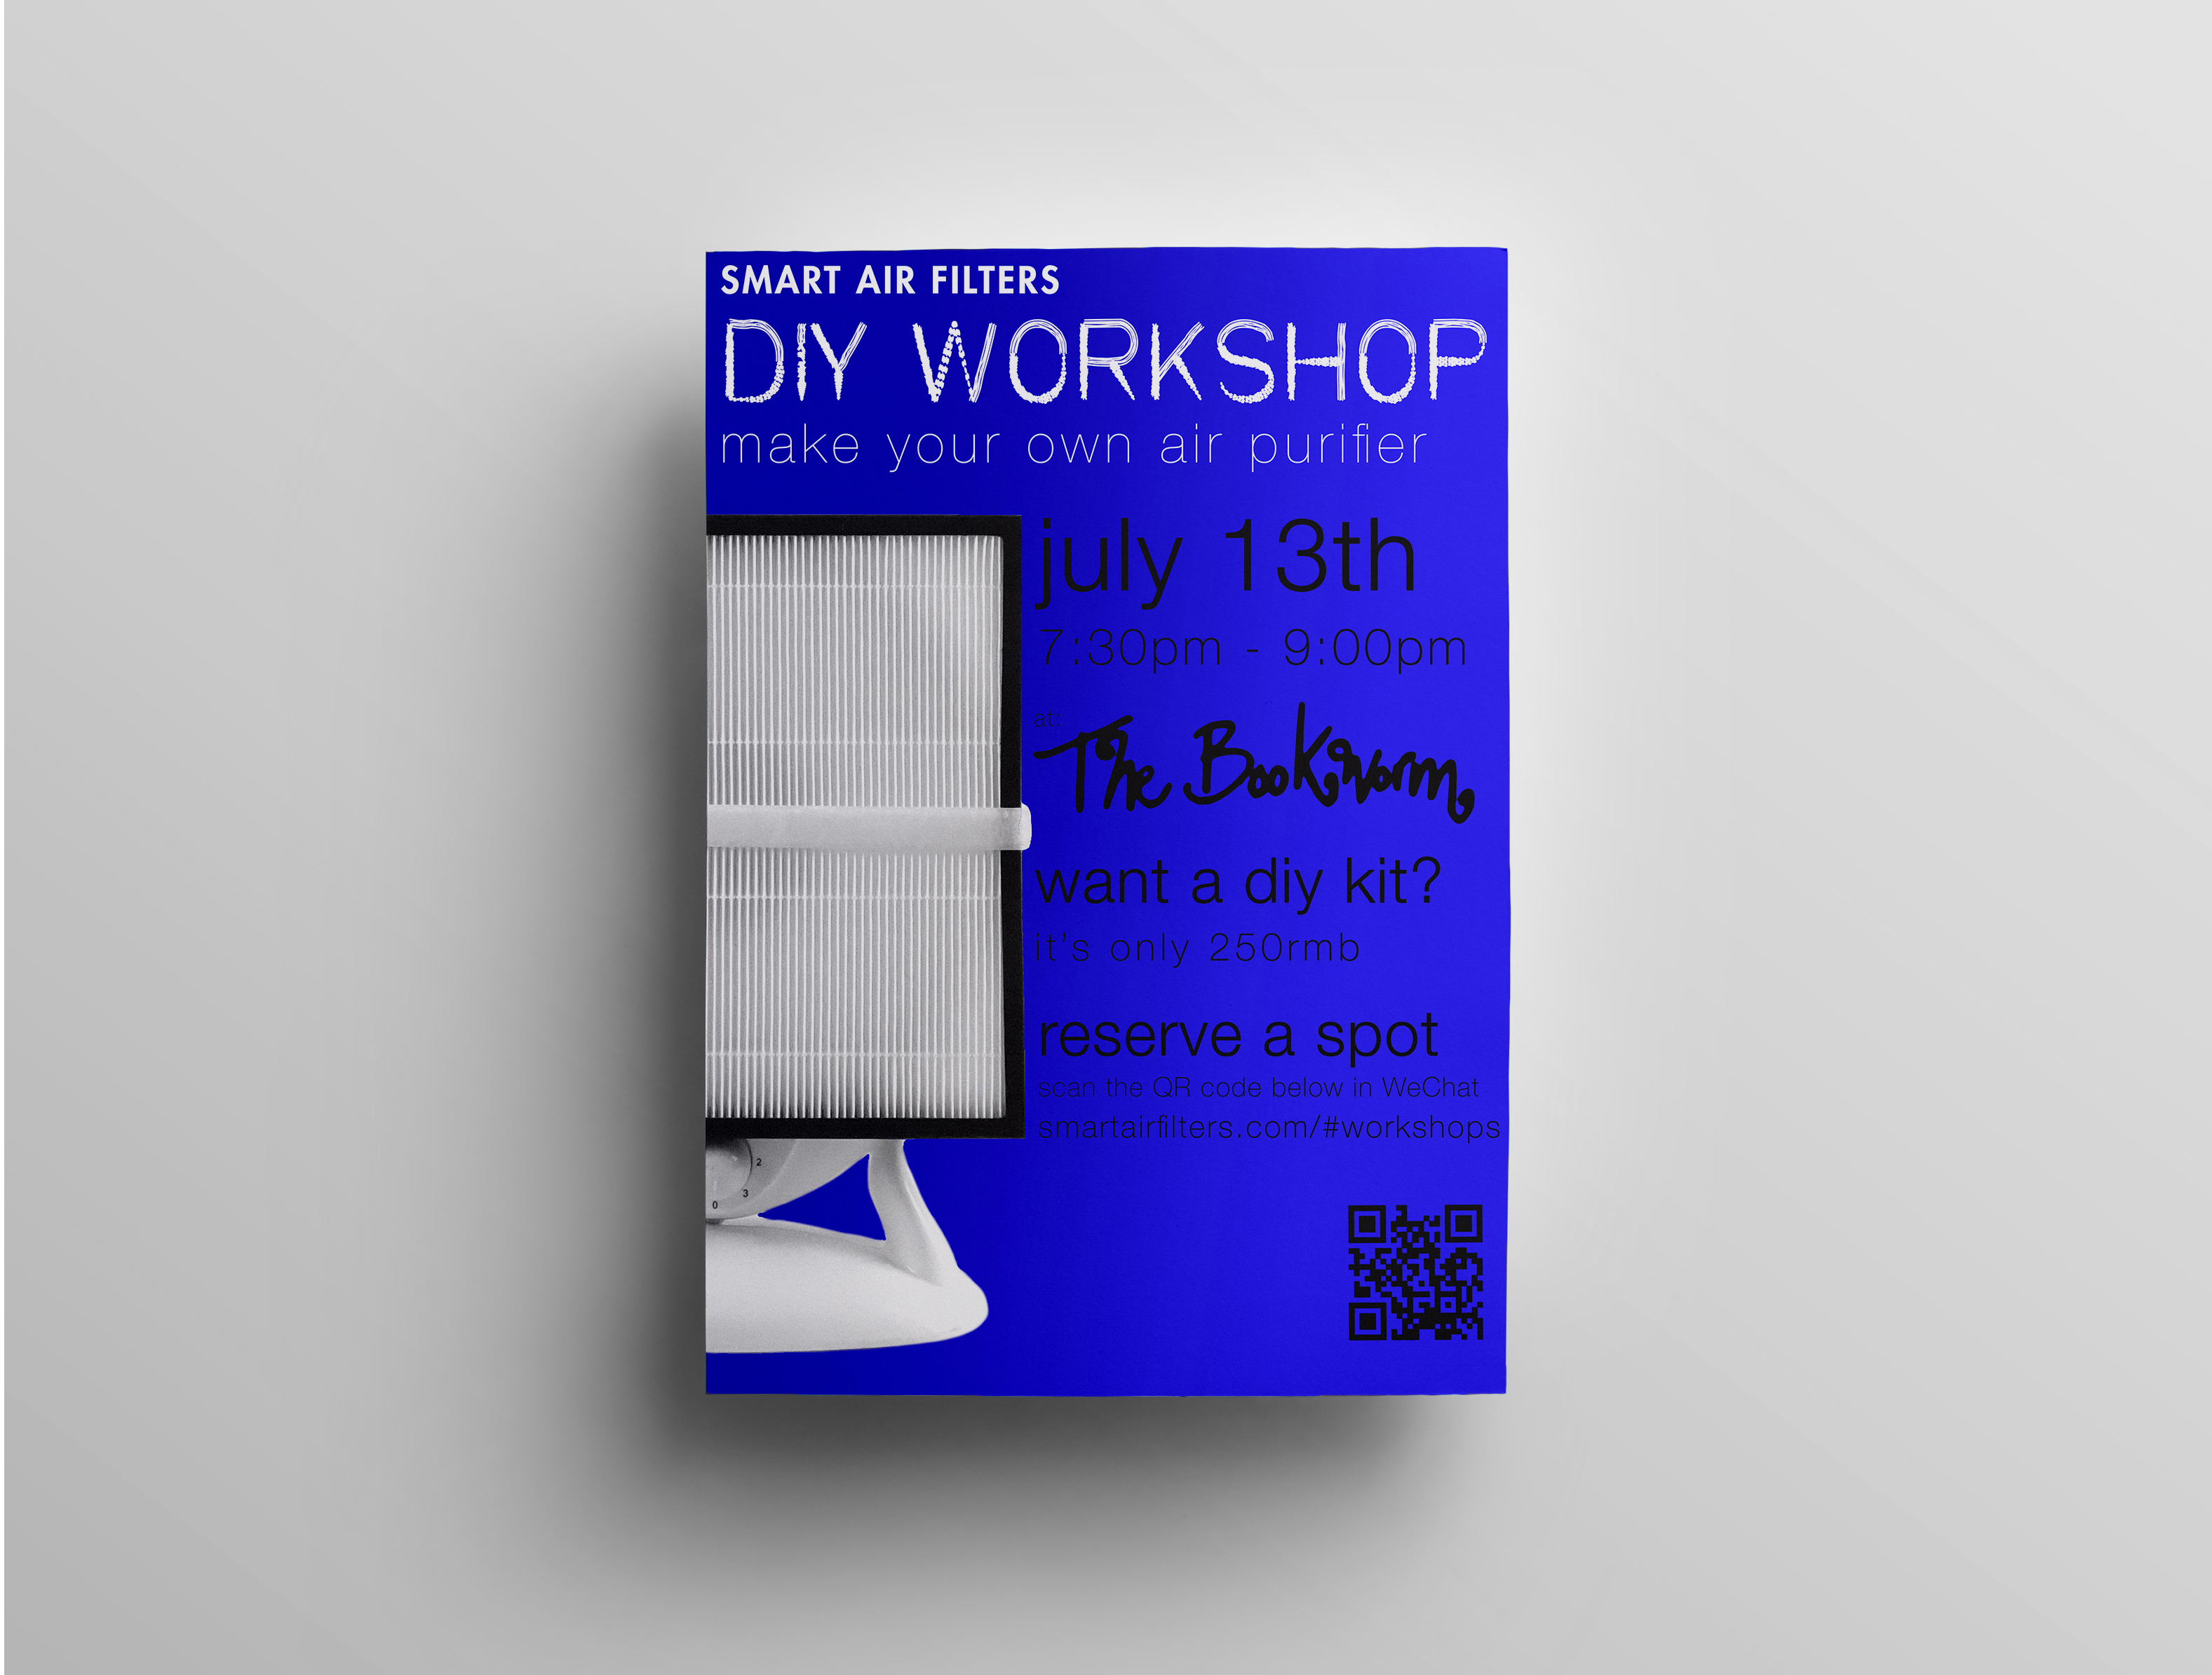 SMART AIR FILTERS
DIY WORKSHOP
make your own air purifier
july 13th
7:30pm - 9:00pm
at:
The Bookworm
want a diy kit?
it's only 250rmb
reserve a spot
scan the QR code below in WeChat
smartairfilters.com/#workshops
2
3
0